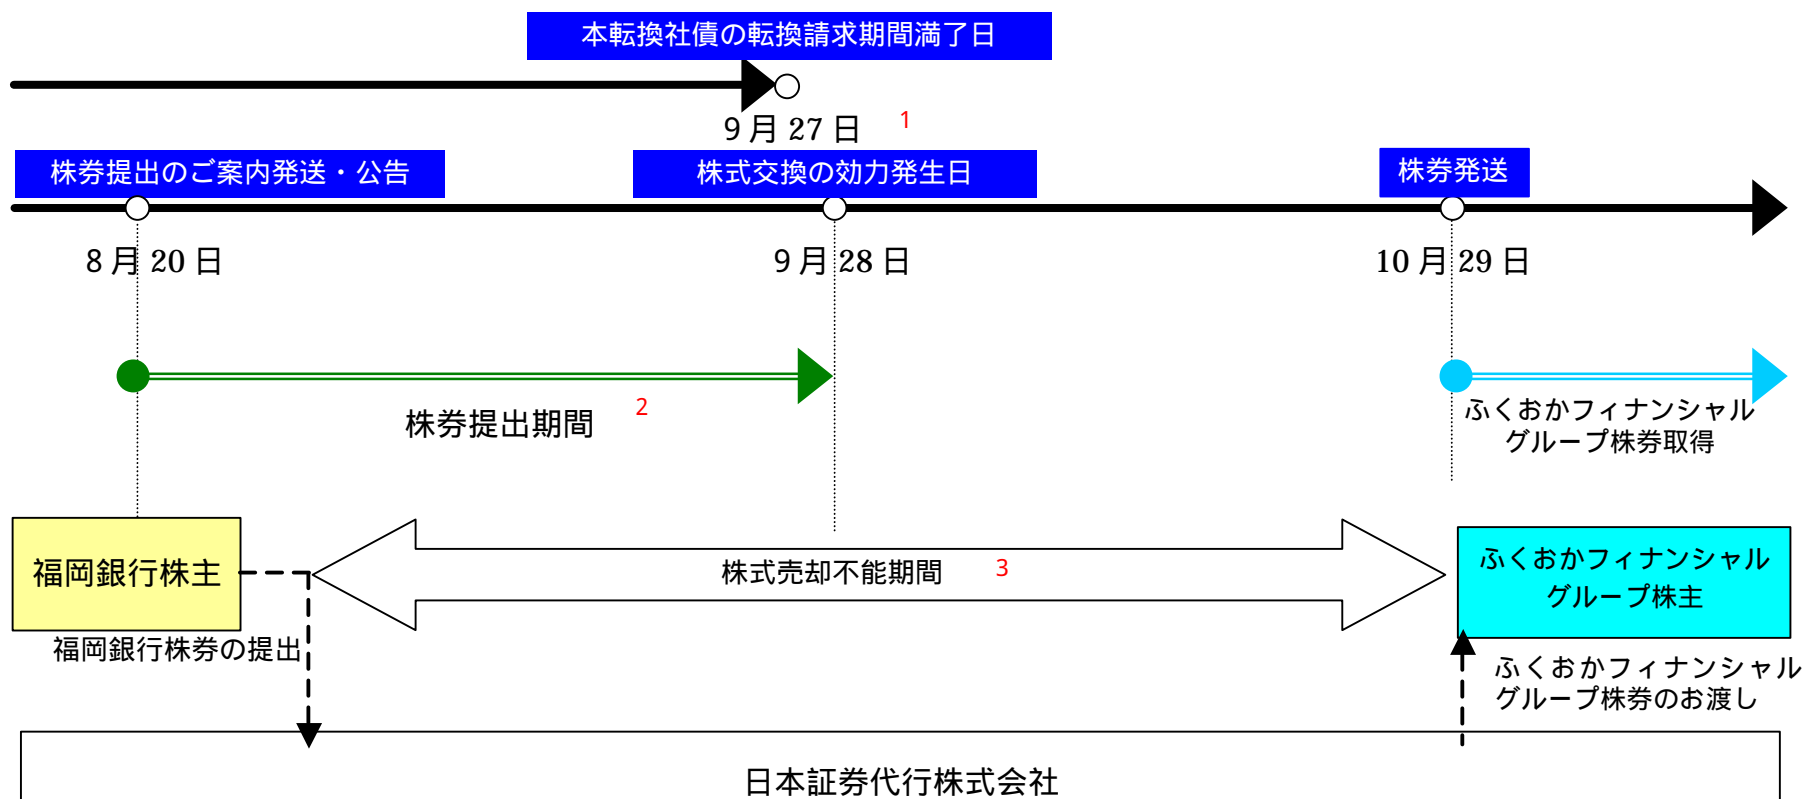 本転換社債の転換請求期間満了日
9月27日 1
株券提出のご案内発送・公告
株式交換の効力発生日
株券発送
8月20日
9月28日
10月29日
株券提出期間 2
ふくおかフィナンシャル
グループ株券取得
福岡銀行株主
株式売却不能期間 3
ふくおかフィナンシャル
グループ株主
福岡銀行株券の提出
ふくおかフィナンシャル
グループ株券のお渡し
日本証券代行株式会社